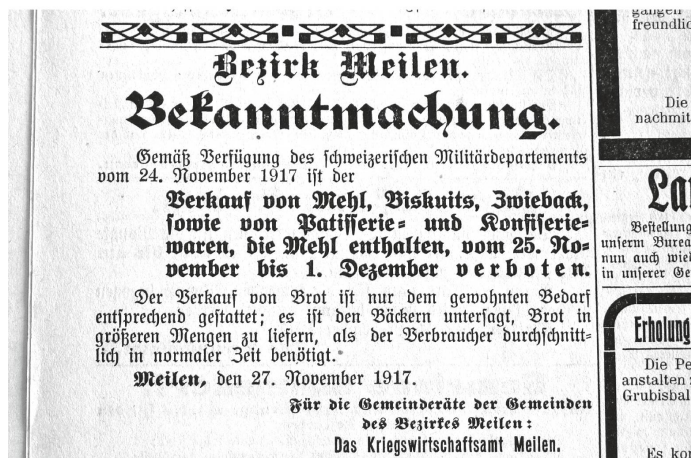 Bezirk Meilen.
Bekanntmachung.
Gemäß Verfügung des schweizerischen Militärdepartements
vom 24. November 1917 ist der
Verkauf von Mehl, Biskuits, Zwieback,
sowie von Patisserie= und Konfiserie=
waren, die Mehl enthalten, vom 25. No=
vember bis 1. Dezember verboten.
Der Verkauf von Brot ist nur dem gewohnten Bedarf
entsprechend gestattet; es ist den Bäckern untersagt, Brot in
größeren Mengen zu liefern, als der Verbraucher durchschnitt=
lich in normaler Zeit benötigt.
Meilen, den 27. November 1917.
Für die Gemeinderäte der Gemeinden
des Bezirkes Meilen:
Das Kriegswirtschaftsamt Meilen.
gangen
freundlic
Die
nachmit
La
Bestellung
unserm Burea
nun auch wie
in unserer Ge
Erholung
Die Pe
anstalten
Grubisbal
Es kon